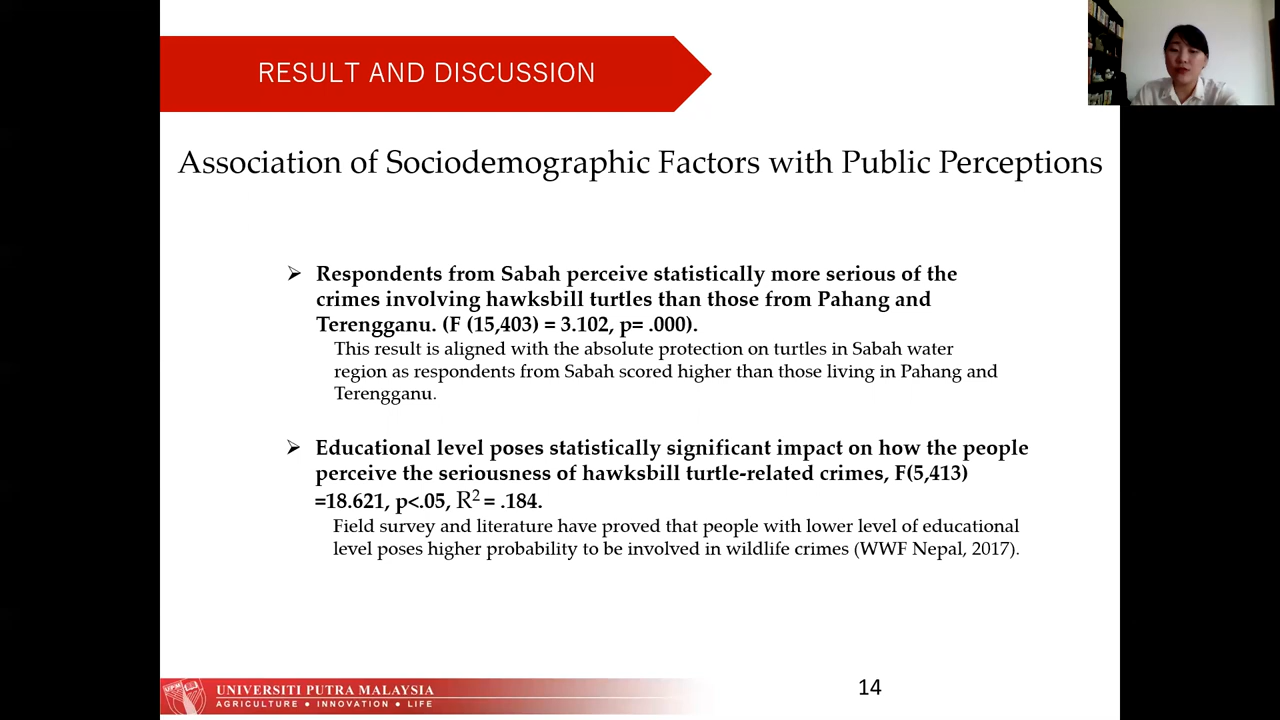 RESULT AND DISCUSSION
Association of Sociodemographic Factors with Public Perceptions
➢ Respondents from Sabah perceive statistically more serious of the
crimes involving hawksbill turtles than those from Pahang and
Terengganu. (F (15,403) = 3.102, p= .000).
This result is aligned with the absolute protection on turtles in Sabah water
region as respondents from Sabah scored higher than those living in Pahang and
Terengganu.
➢ Educational level poses statistically significant impact on how the people
perceive the seriousness of hawksbill turtle-related crimes, F(5,413)
=18.621, p<.05, R² = .184.
Field survey and literature have proved that people with lower level of educational
level poses higher probability to be involved in wildlife crimes (WWF Nepal, 2017).
UPM
UNIVERSITI PUTRA MALAYSIA
AGRICULTURE • INNOVATION • LIFE
14